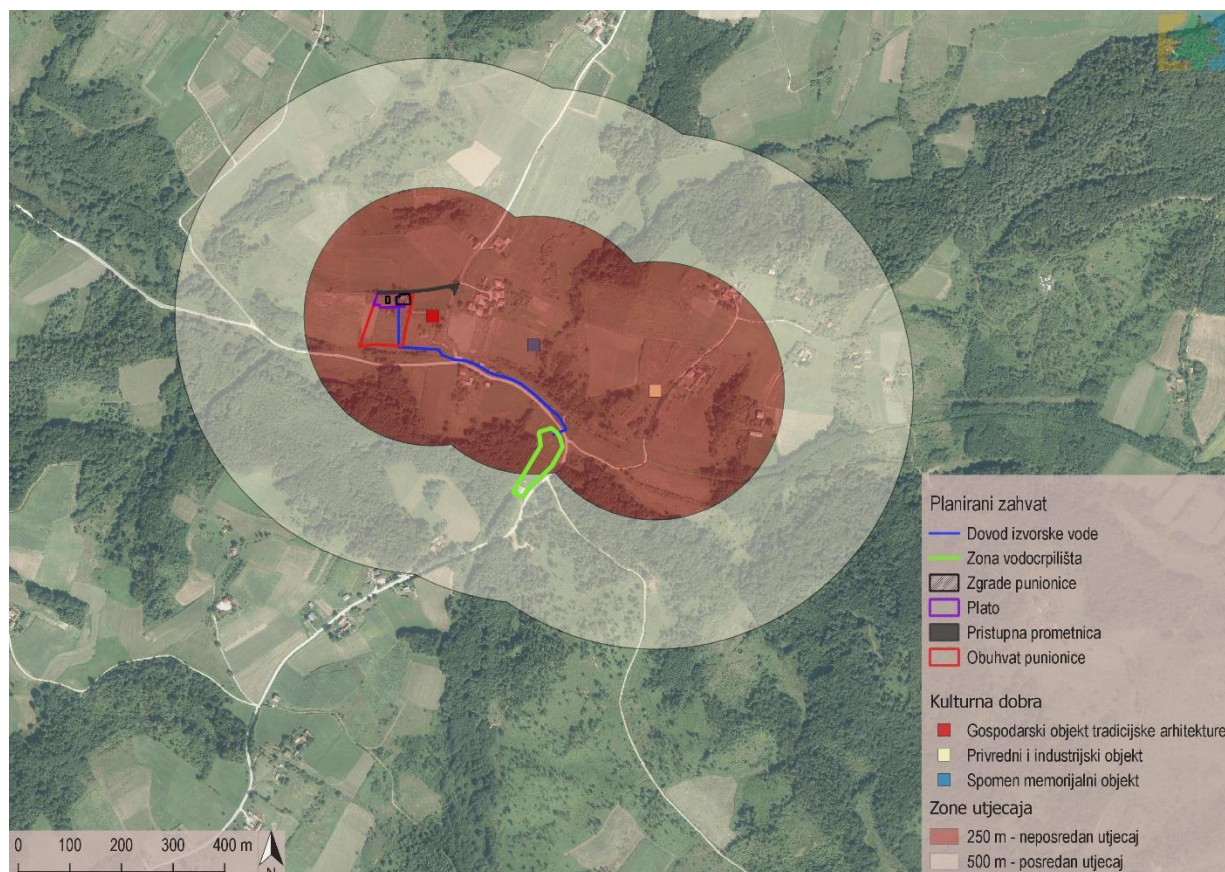 Planirani zahvat
Dovod izvorske vode
Zona vodocrpilišta
Zgrade punionice
Plato
Pristupna prometnica
Obuhvat punionice
Kulturna dobra
Gospodarski objekt tradicijske arhitekture
Privredni i industrijski objekt
Spomen memorijalni objekt
Zone utjecaja
250 m - neposredan utjecaj
500 m - posredan utjecaj
0 100 200 300 400 m
N